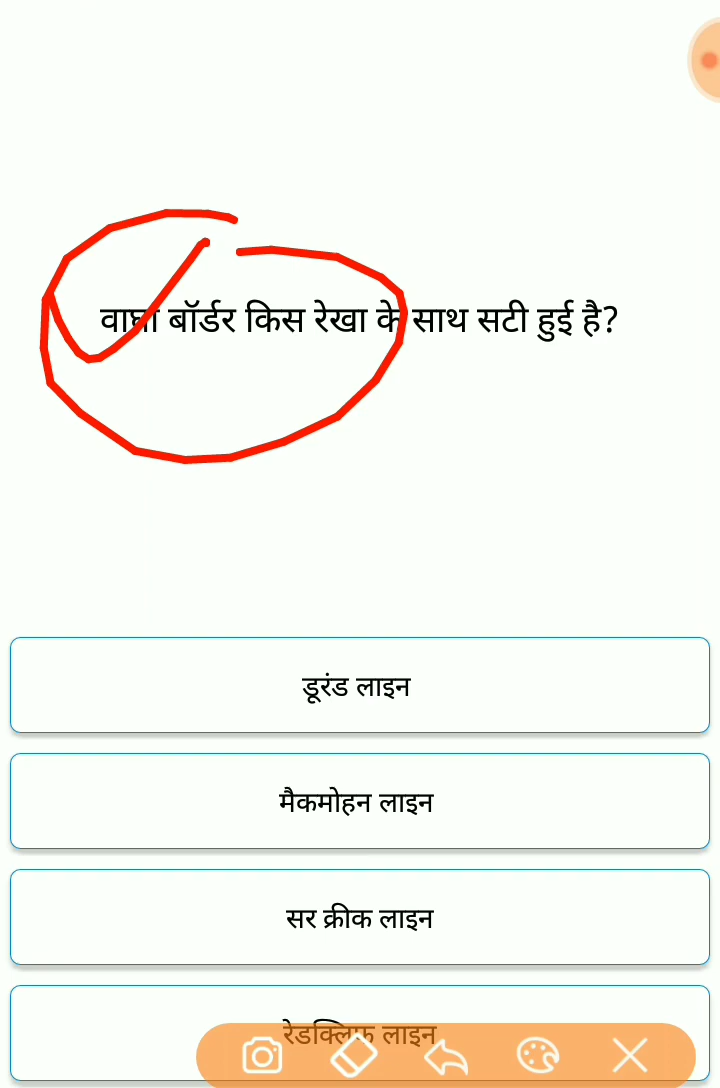 वाघा बॉर्डर किस रेखा के साथ सटी हुई है?
डूरंड लाइन
मैकमोहन लाइन
सर क्रीक लाइन
रेडक्लिफ लाइन